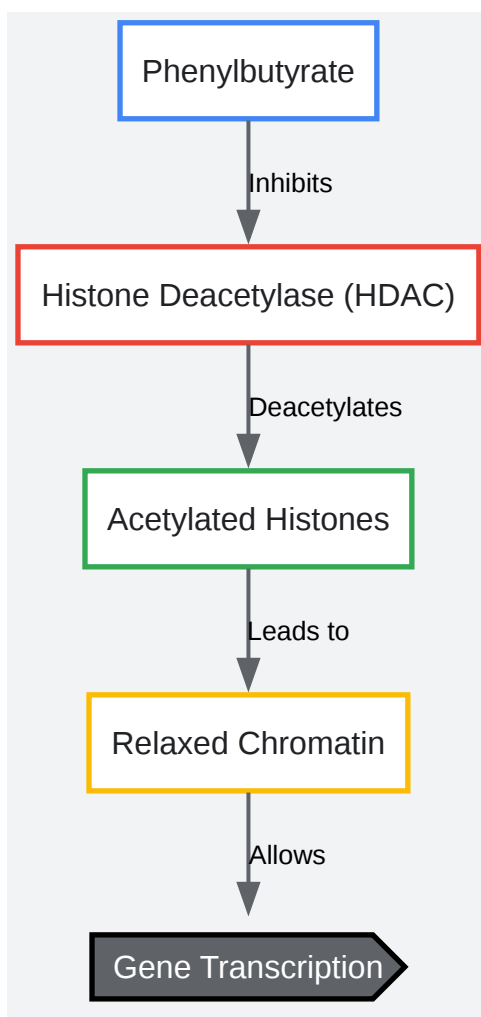 Phenylbutyrate
Inhibits
Histone Deacetylase (HDAC)
Deacetylates
Acetylated Histones
Leads to
Relaxed Chromatin
Allows
Gene Transcription